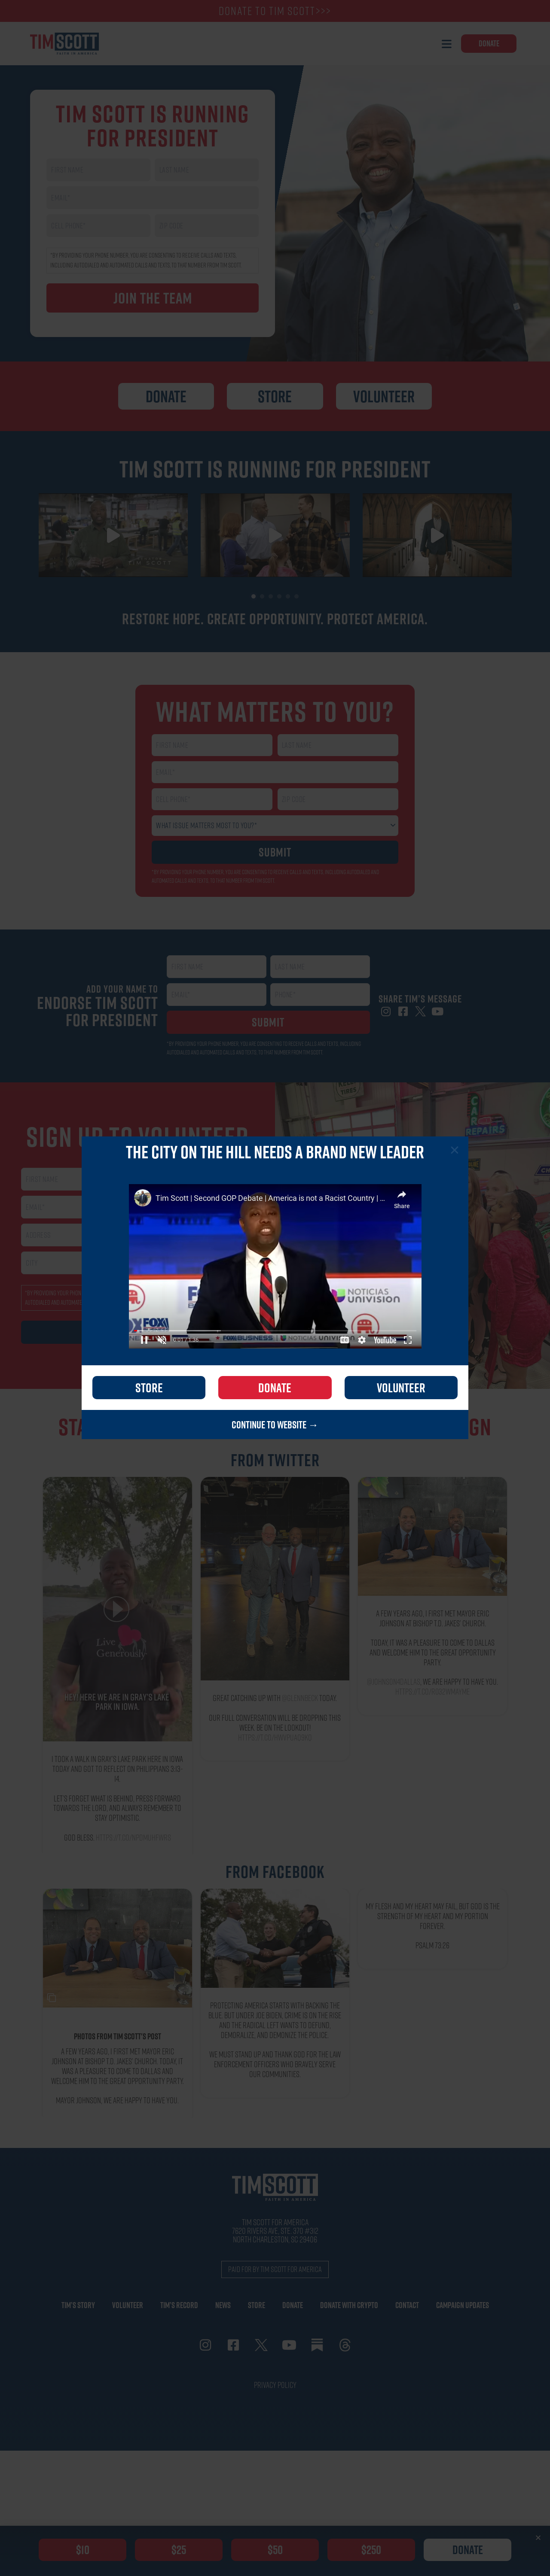 DONATE TO TIM SCOTT>>>
TIMSCOTT
FAITH IN AMERICA
DONATE
TIM SCOTT IS RUNNING
FOR PRESIDENT
JOIN THE TEAM
DONATE
STORE
VOLUNTEER
TIM SCOTT IS RUNNING FOR PRESIDENT
RESTORE HOPE. CREATE OPPORTUNITY. PROTECT AMERICA.
WHAT MATTERS TO YOU?
WHAT ISSUE MATTERS MOST TO YOU?*
SUBMIT
ADD YOUR NAME TO
ENDORSE TIM SCOTT
FOR PRESIDENT
SUBMIT
SHARE TIM'S MESSAGE
SIGN UP TO VOLUNTEER
CAR
REPAIRS
THE CITY ON THE HILL NEEDS A BRAND NEW LEADER
Tim Scott | Second GOP Debate | America is not a Racist Country | ...
Share
NOTICIAS
UNIVISION
YouTube
STORE
DONATE
VOLUNTEER
CONTINUE TO WEBSITE →
FROM TWITTER
Live
Generously
HEY, HERE WE ARE IN GRAY'S LAKE
PARK IN IOWA.
I TOOK A WALK IN GRAY'S LAKE PARK HERE IN IOWA
TODAY AND GOT TO REFLECT ON PHILIPPIANS 3:13-
14.
LET'S FORGET WHAT IS BEHIND, PRESS FORWARD
TOWARDS THE LORD, AND ALWAYS REMEMBER TO
STAY OPTIMISTIC.
GOD BLESS.
GREAT CATCHING UP WITH
TODAY.
OUR FULL CONVERSATION WILL BE DROPPING THIS
WEEK. BE ON THE LOOKOUT!
A FEW YEARS AGO, I FIRST MET MAYOR ERIC
JOHNSON AT BISHOP T.D. JAKES' CHURCH.
TODAY, IT WAS A PLEASURE TO COME TO DALLAS
AND WELCOME HIM TO THE GREAT OPPORTUNITY
PARTY.
WE ARE HAPPY TO HAVE YOU.
FROM FACEBOOK
PHOTOS FROM TIM SCOTT'S POST
A FEW YEARS AGO, I FIRST MET MAYOR ERIC
JOHNSON AT BISHOP T.D. JAKES' CHURCH. TODAY, IT
WAS A PLEASURE TO COME TO DALLAS AND
WELCOME HIM TO THE GREAT OPPORTUNITY PARTY.
MAYOR JOHNSON, WE ARE HAPPY TO HAVE YOU.
PROTECTING AMERICA STARTS WITH BACKING THE
BLUE. BUT UNDER JOE BIDEN, CRIME IS ON THE RISE
AND THE RADICAL LEFT WANTS TO DEFUND,
DEMORALIZE, AND DEMONIZE THE POLICE.
WE MUST STAND UP AND THANK GOD FOR THE LAW
ENFORCEMENT OFFICERS WHO BRAVELY SERVE
OUR COMMUNITIES.
MY FLESH AND MY HEART MAY FAIL, BUT GOD IS THE
STRENGTH OF MY HEART AND MY PORTION
FOREVER.
PSALM 73:26
TIMSCOTT
FAITH IN AMERICA
TIM SCOTT FOR AMERICA
NORTH CHARLESTON, SC 29406
PAID FOR BY TIM SCOTT FOR AMERICA
TIM'S STORY
VOLUNTEER
TIM'S RECORD
NEWS
STORE
DONATE
DONATE WITH CRYPTO
CONTACT
CAMPAIGN UPDATES
PRIVACY POLICY
$10
$25
$50
$250
DONATE